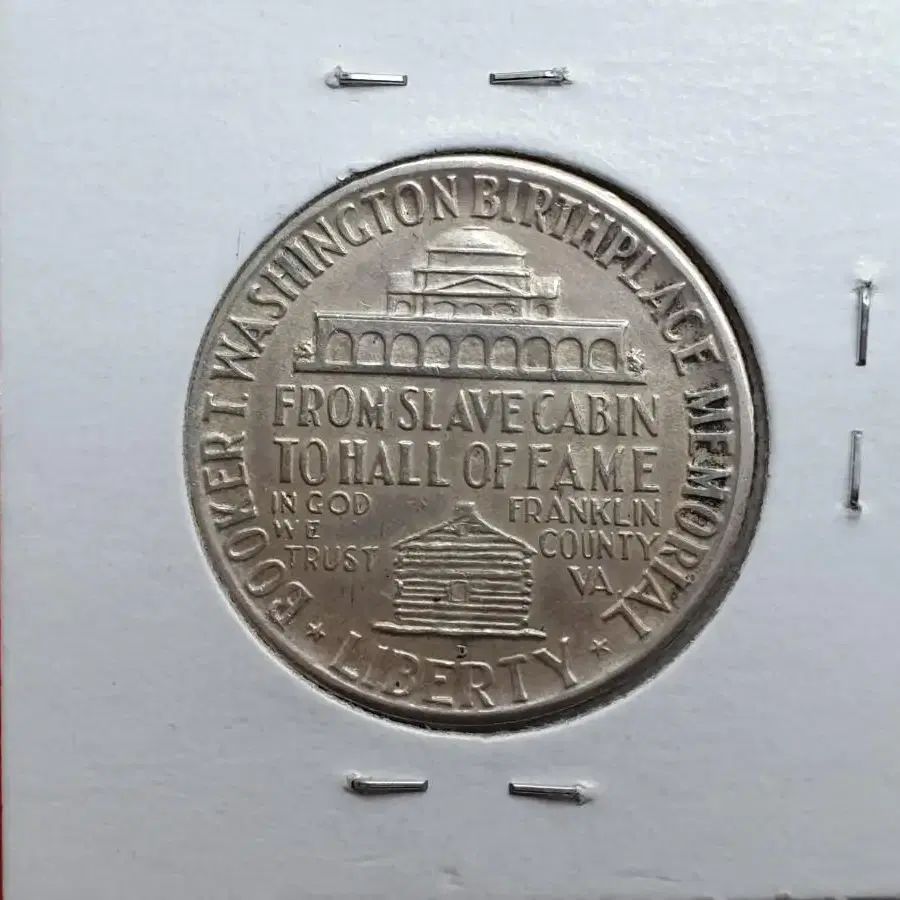 BOOKER T. WASHINGTON BIRTHPLACE MEMORIAL
FROM SLAVE CABIN
TO HALL OF FAME
IN GOD
WE
TRUST
FRANKLIN
COUNTY
VA.
D
★ LIBERTY ★